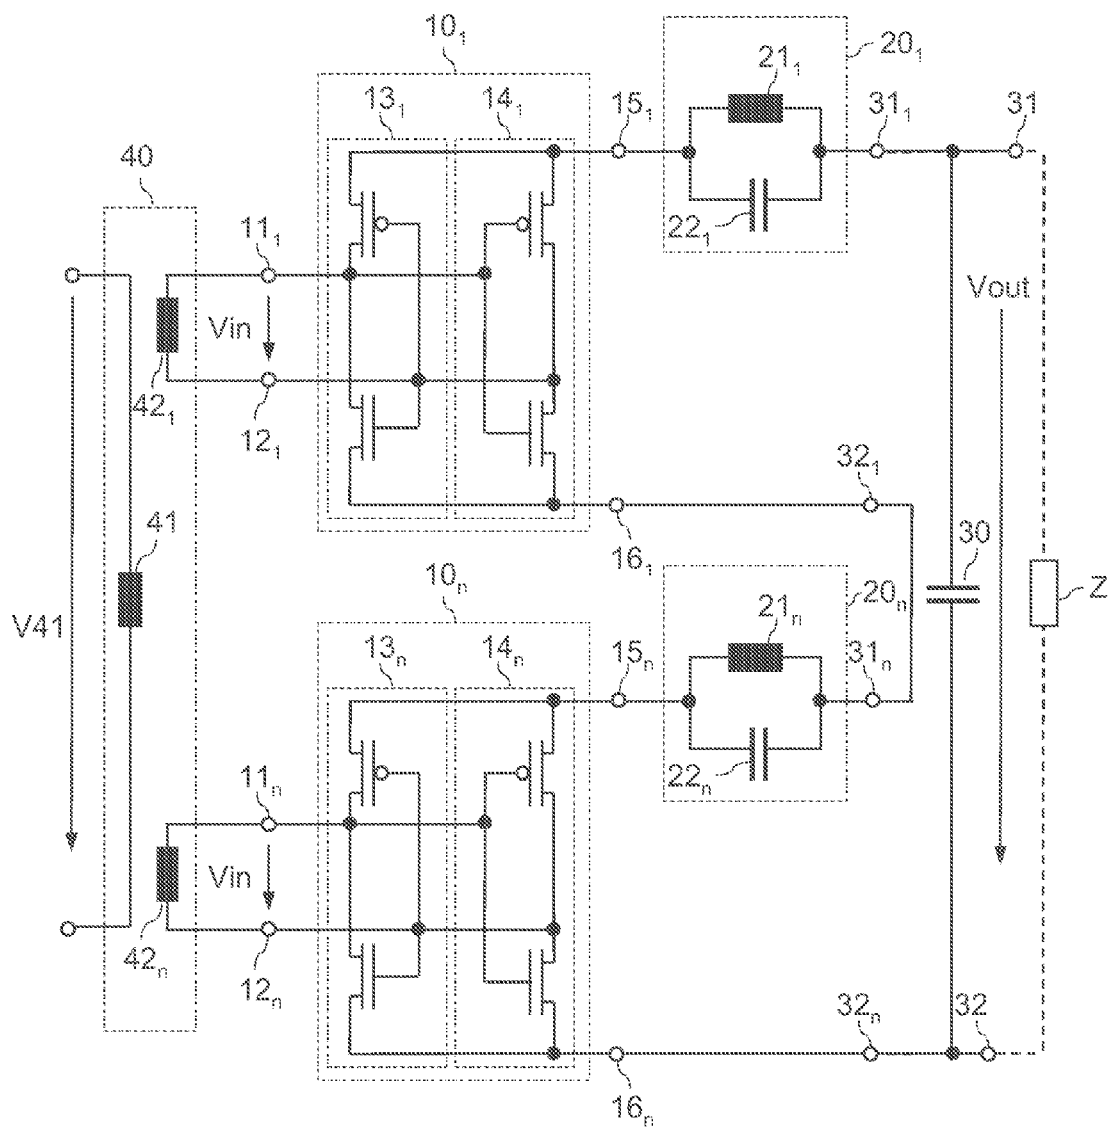 10₁
20₁
21₁
13₁
14₁
15₁
31₁
31
40
22₁
11₁
Vin
Vout
42₁
12₁
32₁
41
16₁
30
10ₙ
20ₙ
Z
V41
21ₙ
13ₙ
14ₙ
15ₙ
31ₙ
22ₙ
11ₙ
Vin
42ₙ
12ₙ
32ₙ
32
16ₙ